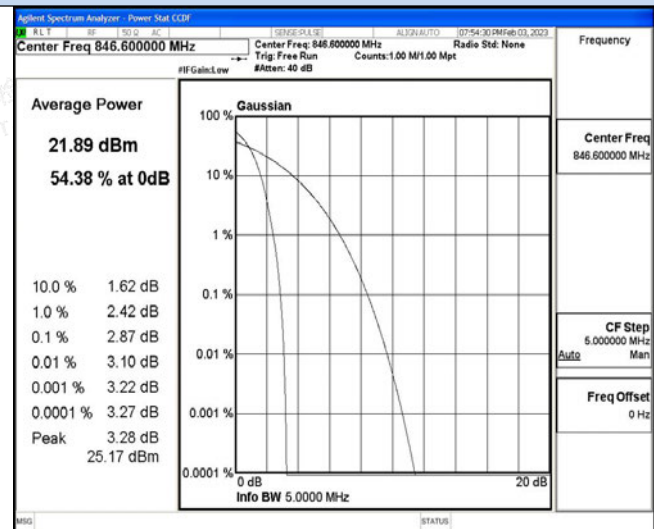 Agilent Spectrum Analyzer - Power Stat CCDF
RLT RF 50 Ω AC SENSE:PULSE ALIGN AUTO 07:54:30 PM Feb 03, 2023
Center Freq 846.600000 MHz
Center Freq: 846.600000 MHz Radio Std: None
Trig: Free Run Counts:1.00 M/1.00 Mpt
#IFGain:Low #Atten: 40 dB
Frequency
Average Power
21.89 dBm
54.38 % at 0dB
10.0 % 1.62 dB
1.0 % 2.42 dB
0.1 % 2.87 dB
0.01 % 3.10 dB
0.001 % 3.22 dB
0.0001 % 3.27 dB
Peak 3.28 dB
25.17 dBm
Gaussian
100 %
10 %
1 %
0.1 %
0.01 %
0.001 %
0.0001 %
0 dB 20 dB
Info BW 5.0000 MHz
Center Freq
846.600000 MHz
CF Step
5.000000 MHz
Auto Man
Freq Offset
0 Hz
MSG STATUS